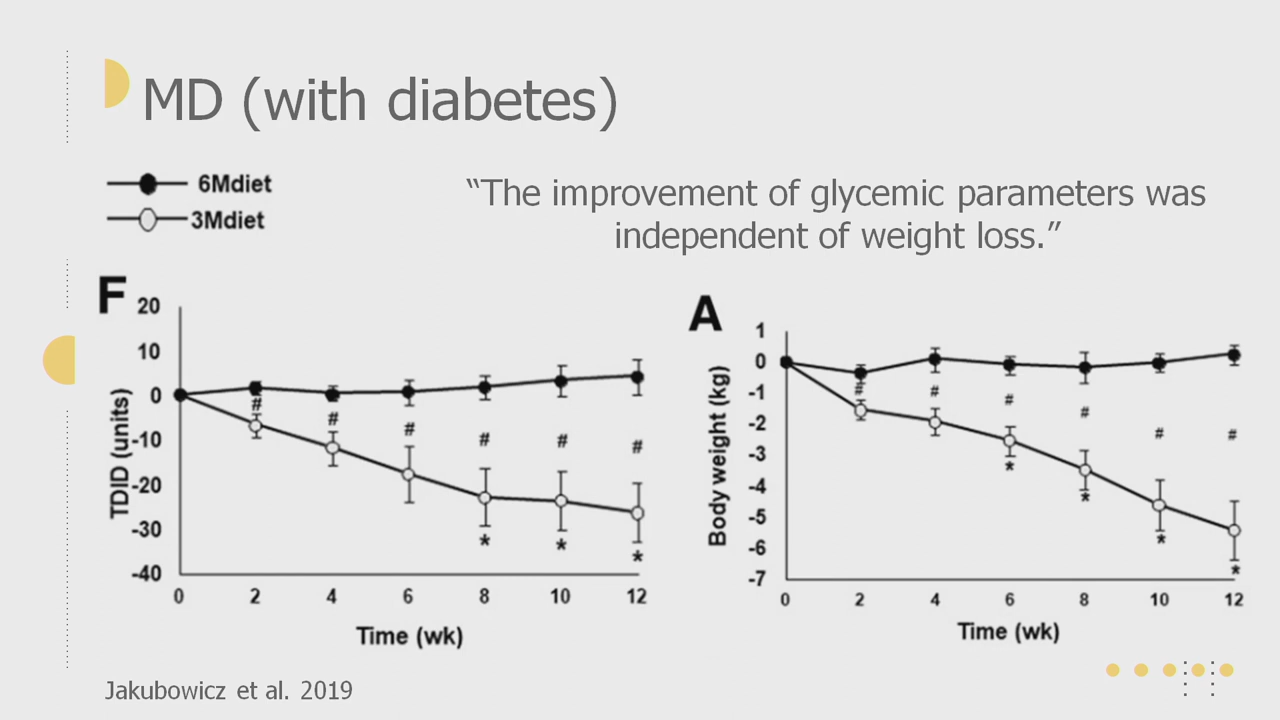 MD (with diabetes)
6Mdiet
3Mdiet
“The improvement of glycemic parameters was
independent of weight loss.”
F
20
10
0
-10
-20
-30
-40
TDID (units)
# # # # # #
* * *
0 2 4 6 8 10 12
Time (wk)
A
1
0
-1
-2
-3
-4
-5
-6
-7
Body weight (kg)
# # # # # #
* * * *
0 2 4 6 8 10 12
Time (wk)
Jakubowicz et al. 2019